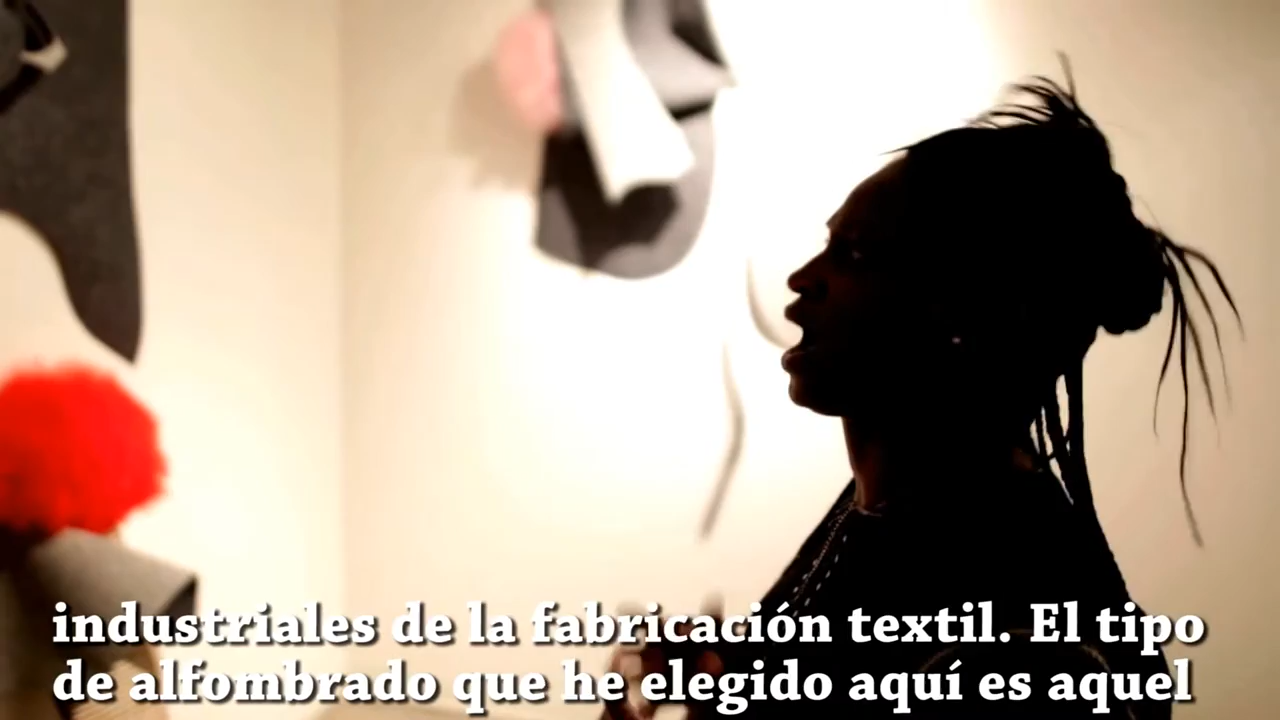 industriales de la fabricación textil. El tipo
de alfombrado que he elegido aquí es aquel